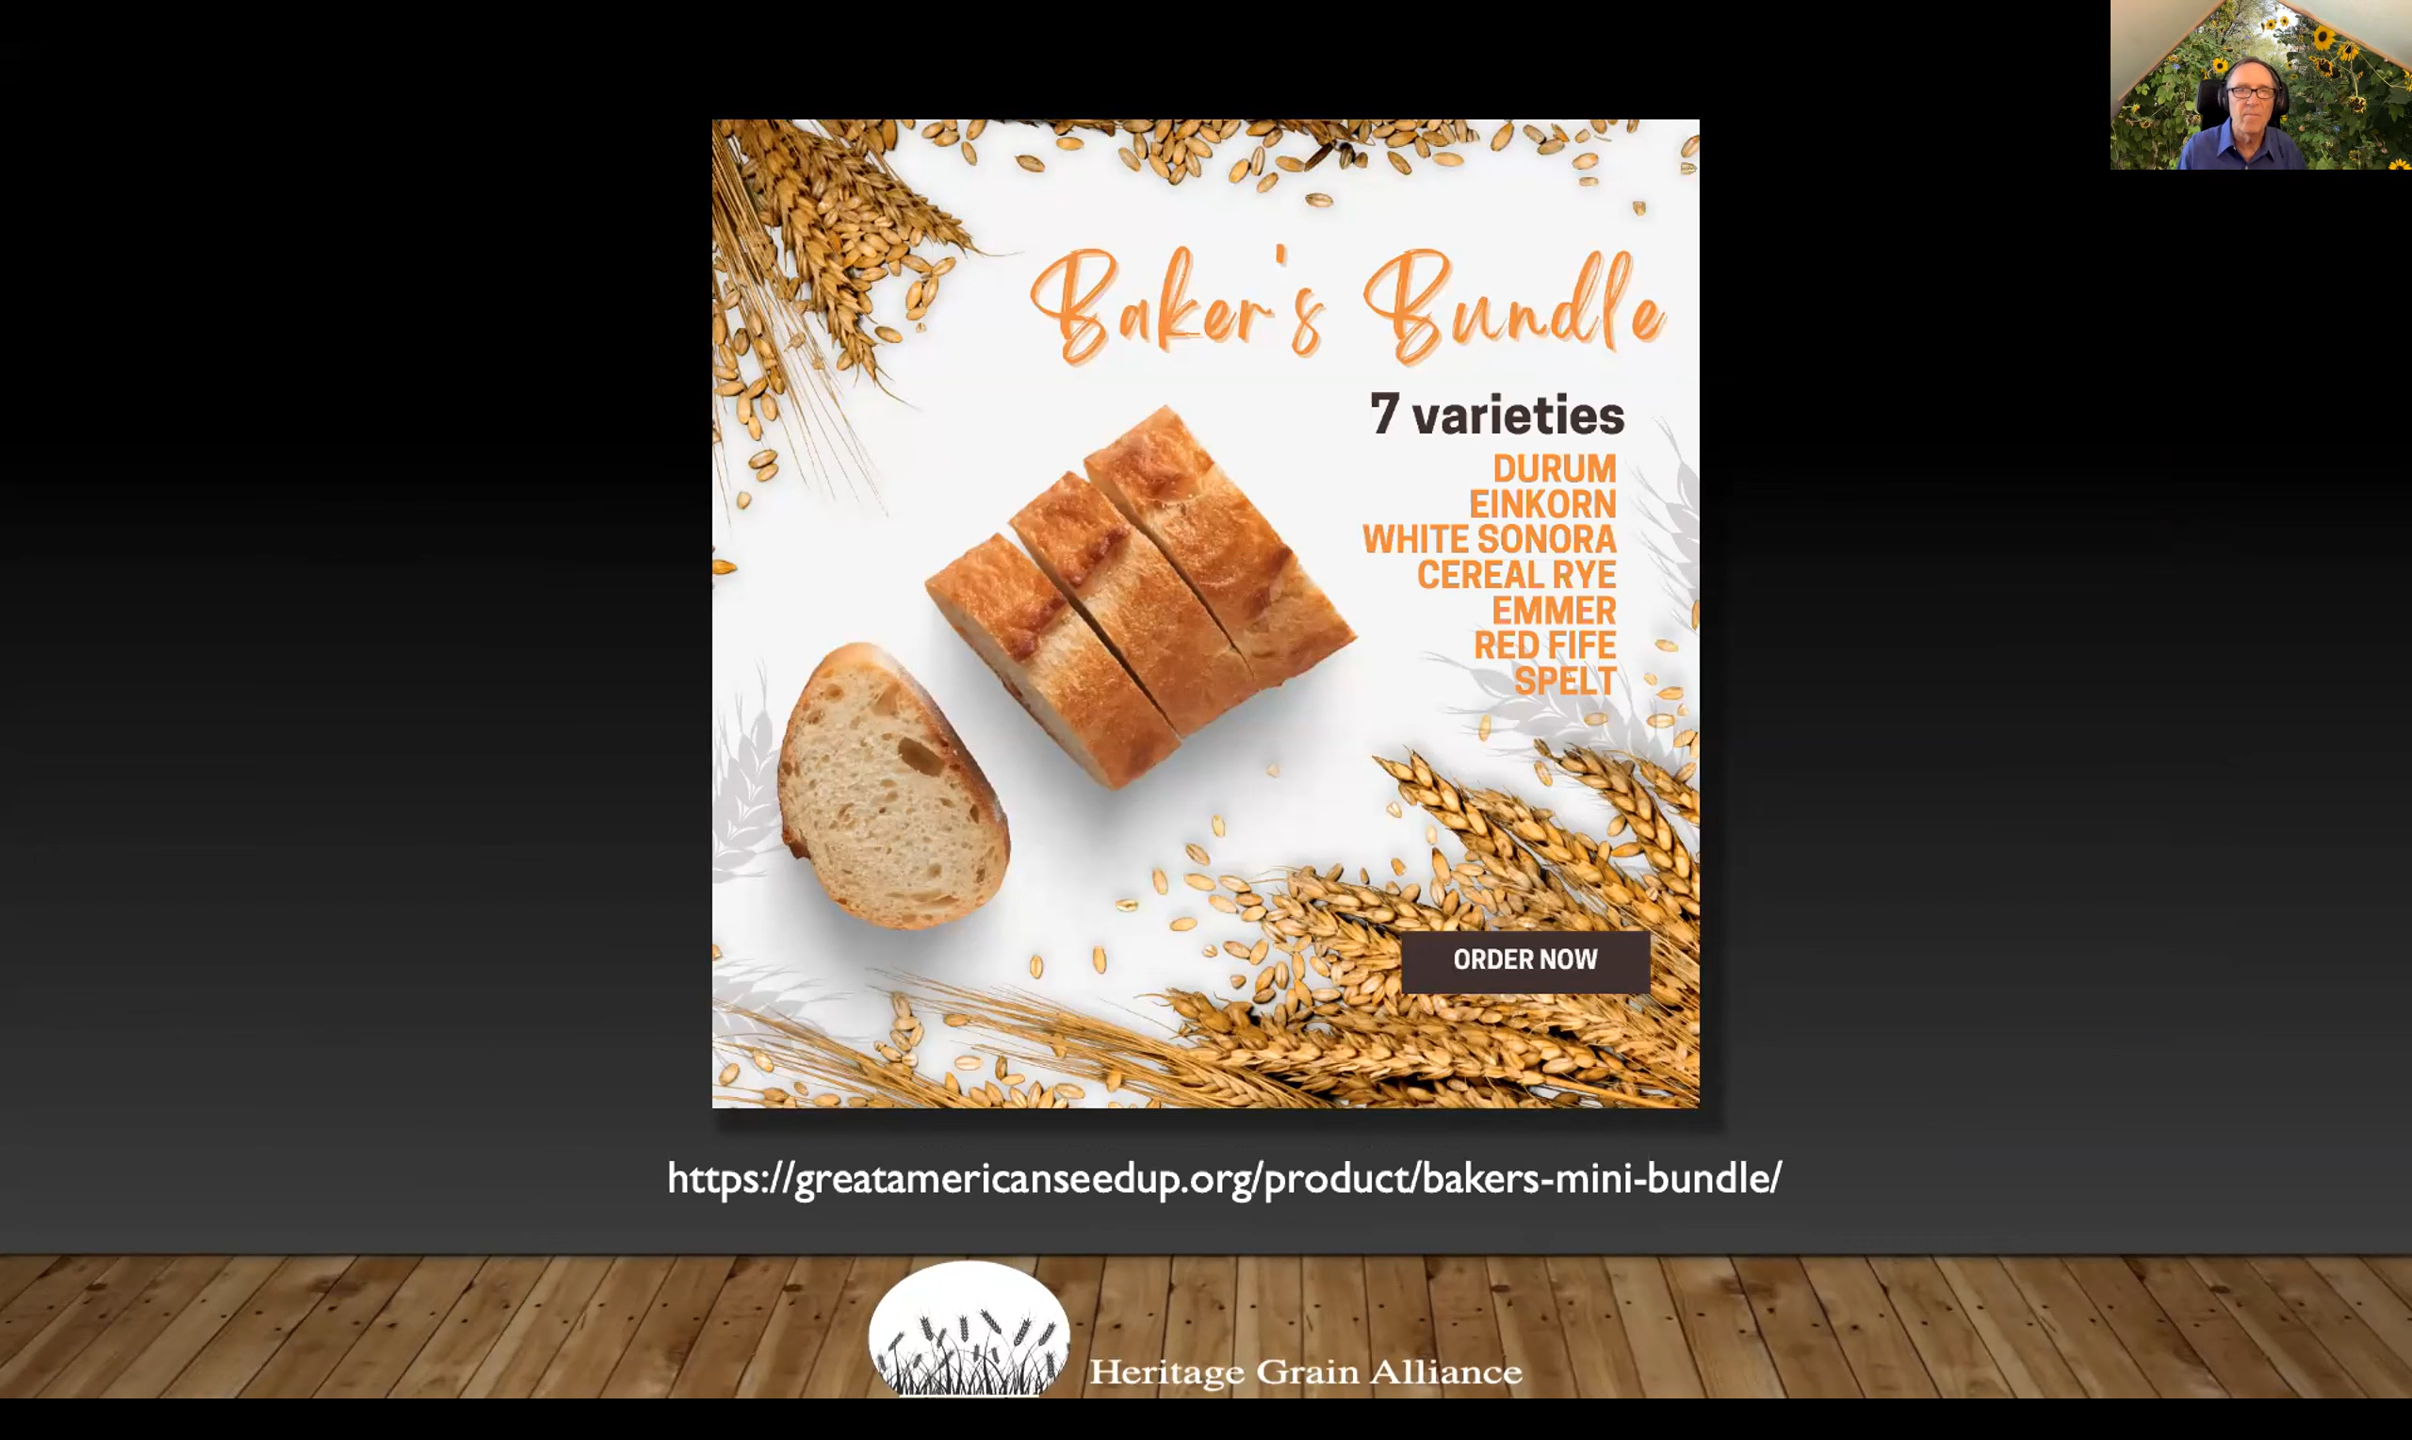 Baker's Bundle
7 varieties
DURUM
EINKORN
WHITE SONORA
CEREAL RYE
EMMER
RED FIFE
SPELT
ORDER NOW
https://greatamericanseedup.org/product/bakers-mini-bundle/
Heritage Grain Alliance